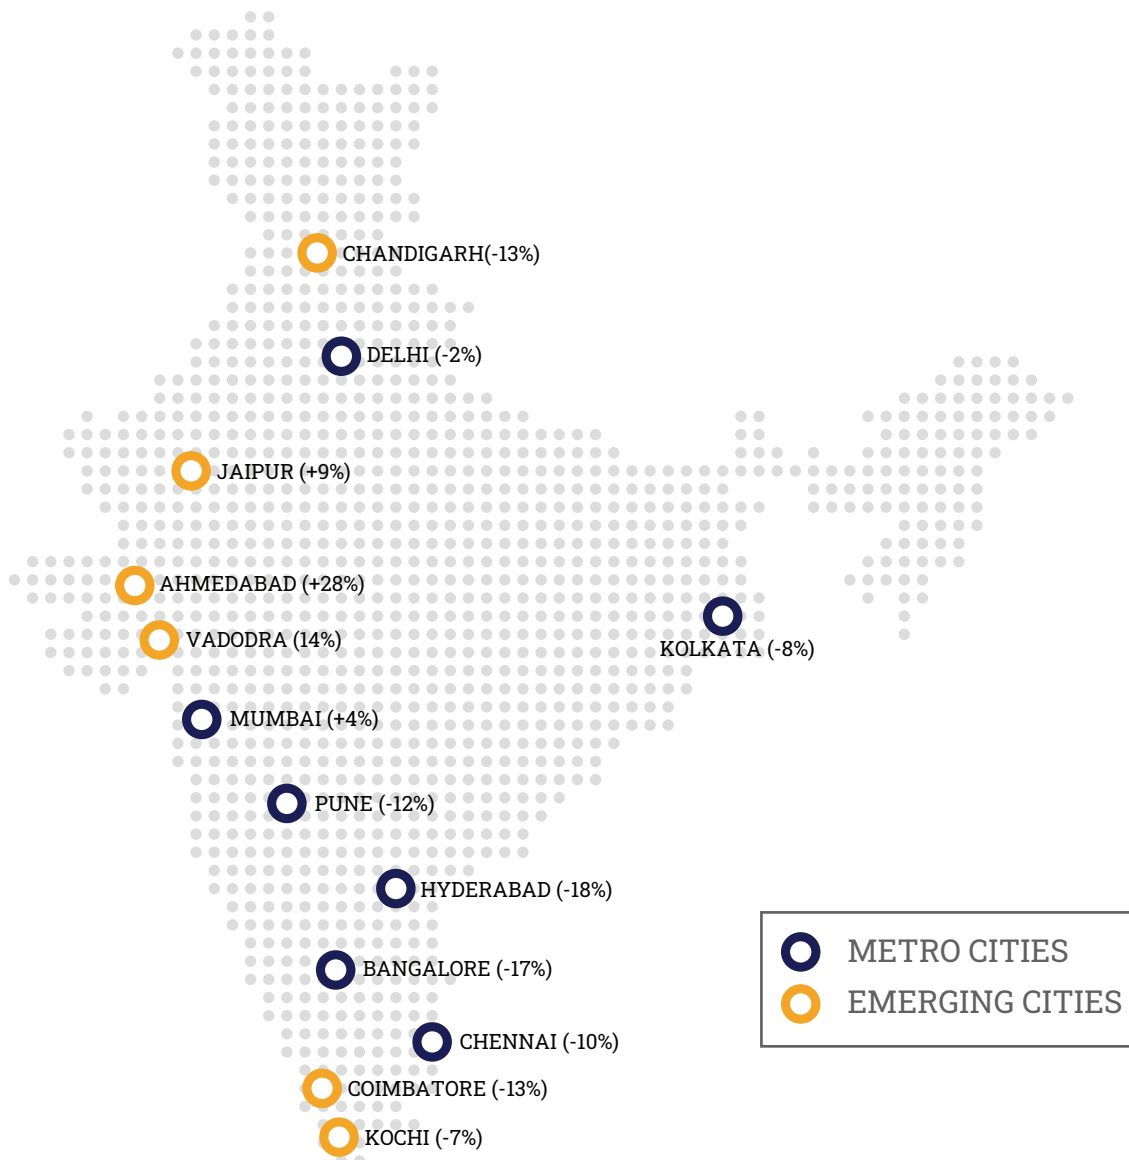 CHANDIGARH(-13%)
DELHI (-2%)
JAIPUR (+9%)
AHMEDABAD (+28%)
VADODRA (14%)
KOLKATA (-8%)
MUMBAI (+4%)
PUNE (-12%)
HYDERABAD (-18%)
METRO CITIES
BANGALORE (-17%)
EMERGING CITIES
CHENNAI (-10%)
COIMBATORE (-13%)
KOCHI (-7%)